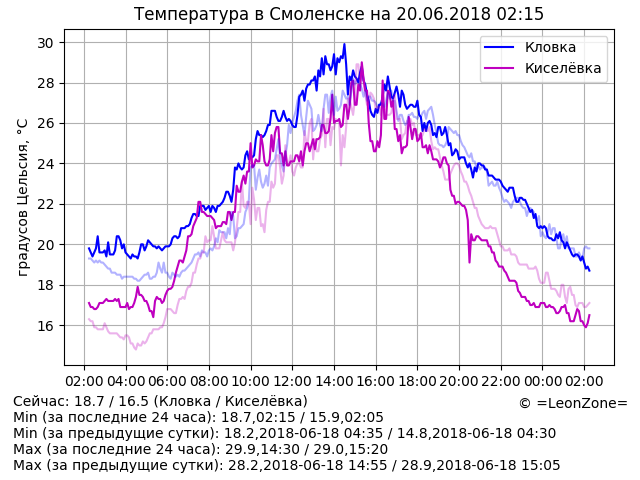 Температура в Смоленске на 20.06.2018 02:15
Кловка
Киселёвка
градусов Цельсия, °C
30
28
26
24
22
20
18
16
02:00 04:00 06:00 08:00 10:00 12:00 14:00 16:00 18:00 20:00 22:00 00:00 02:00
Сейчас: 18.7 / 16.5 (Кловка / Киселёвка)
© =LeonZone=
Min (за последние 24 часа): 18.7,02:15 / 15.9,02:05
Min (за предыдущие сутки): 18.2,2018-06-18 04:35 / 14.8,2018-06-18 04:30
Max (за последние 24 часа): 29.9,14:30 / 29.0,15:20
Max (за предыдущие сутки): 28.2,2018-06-18 14:55 / 28.9,2018-06-18 15:05